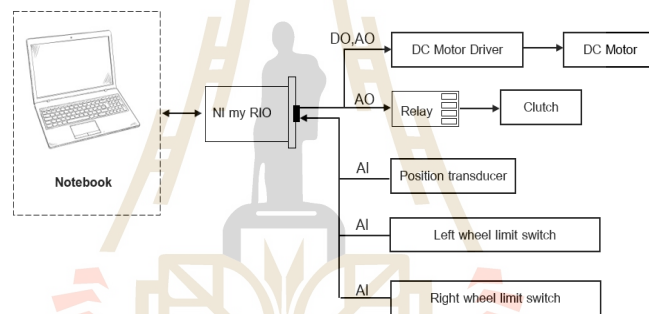 DO,AO
DC Motor Driver
DC Motor
NI my RIO
AO
Relay
Clutch
Notebook
AI
Position transducer
AI
Left wheel limit switch
AI
Right wheel limit switch